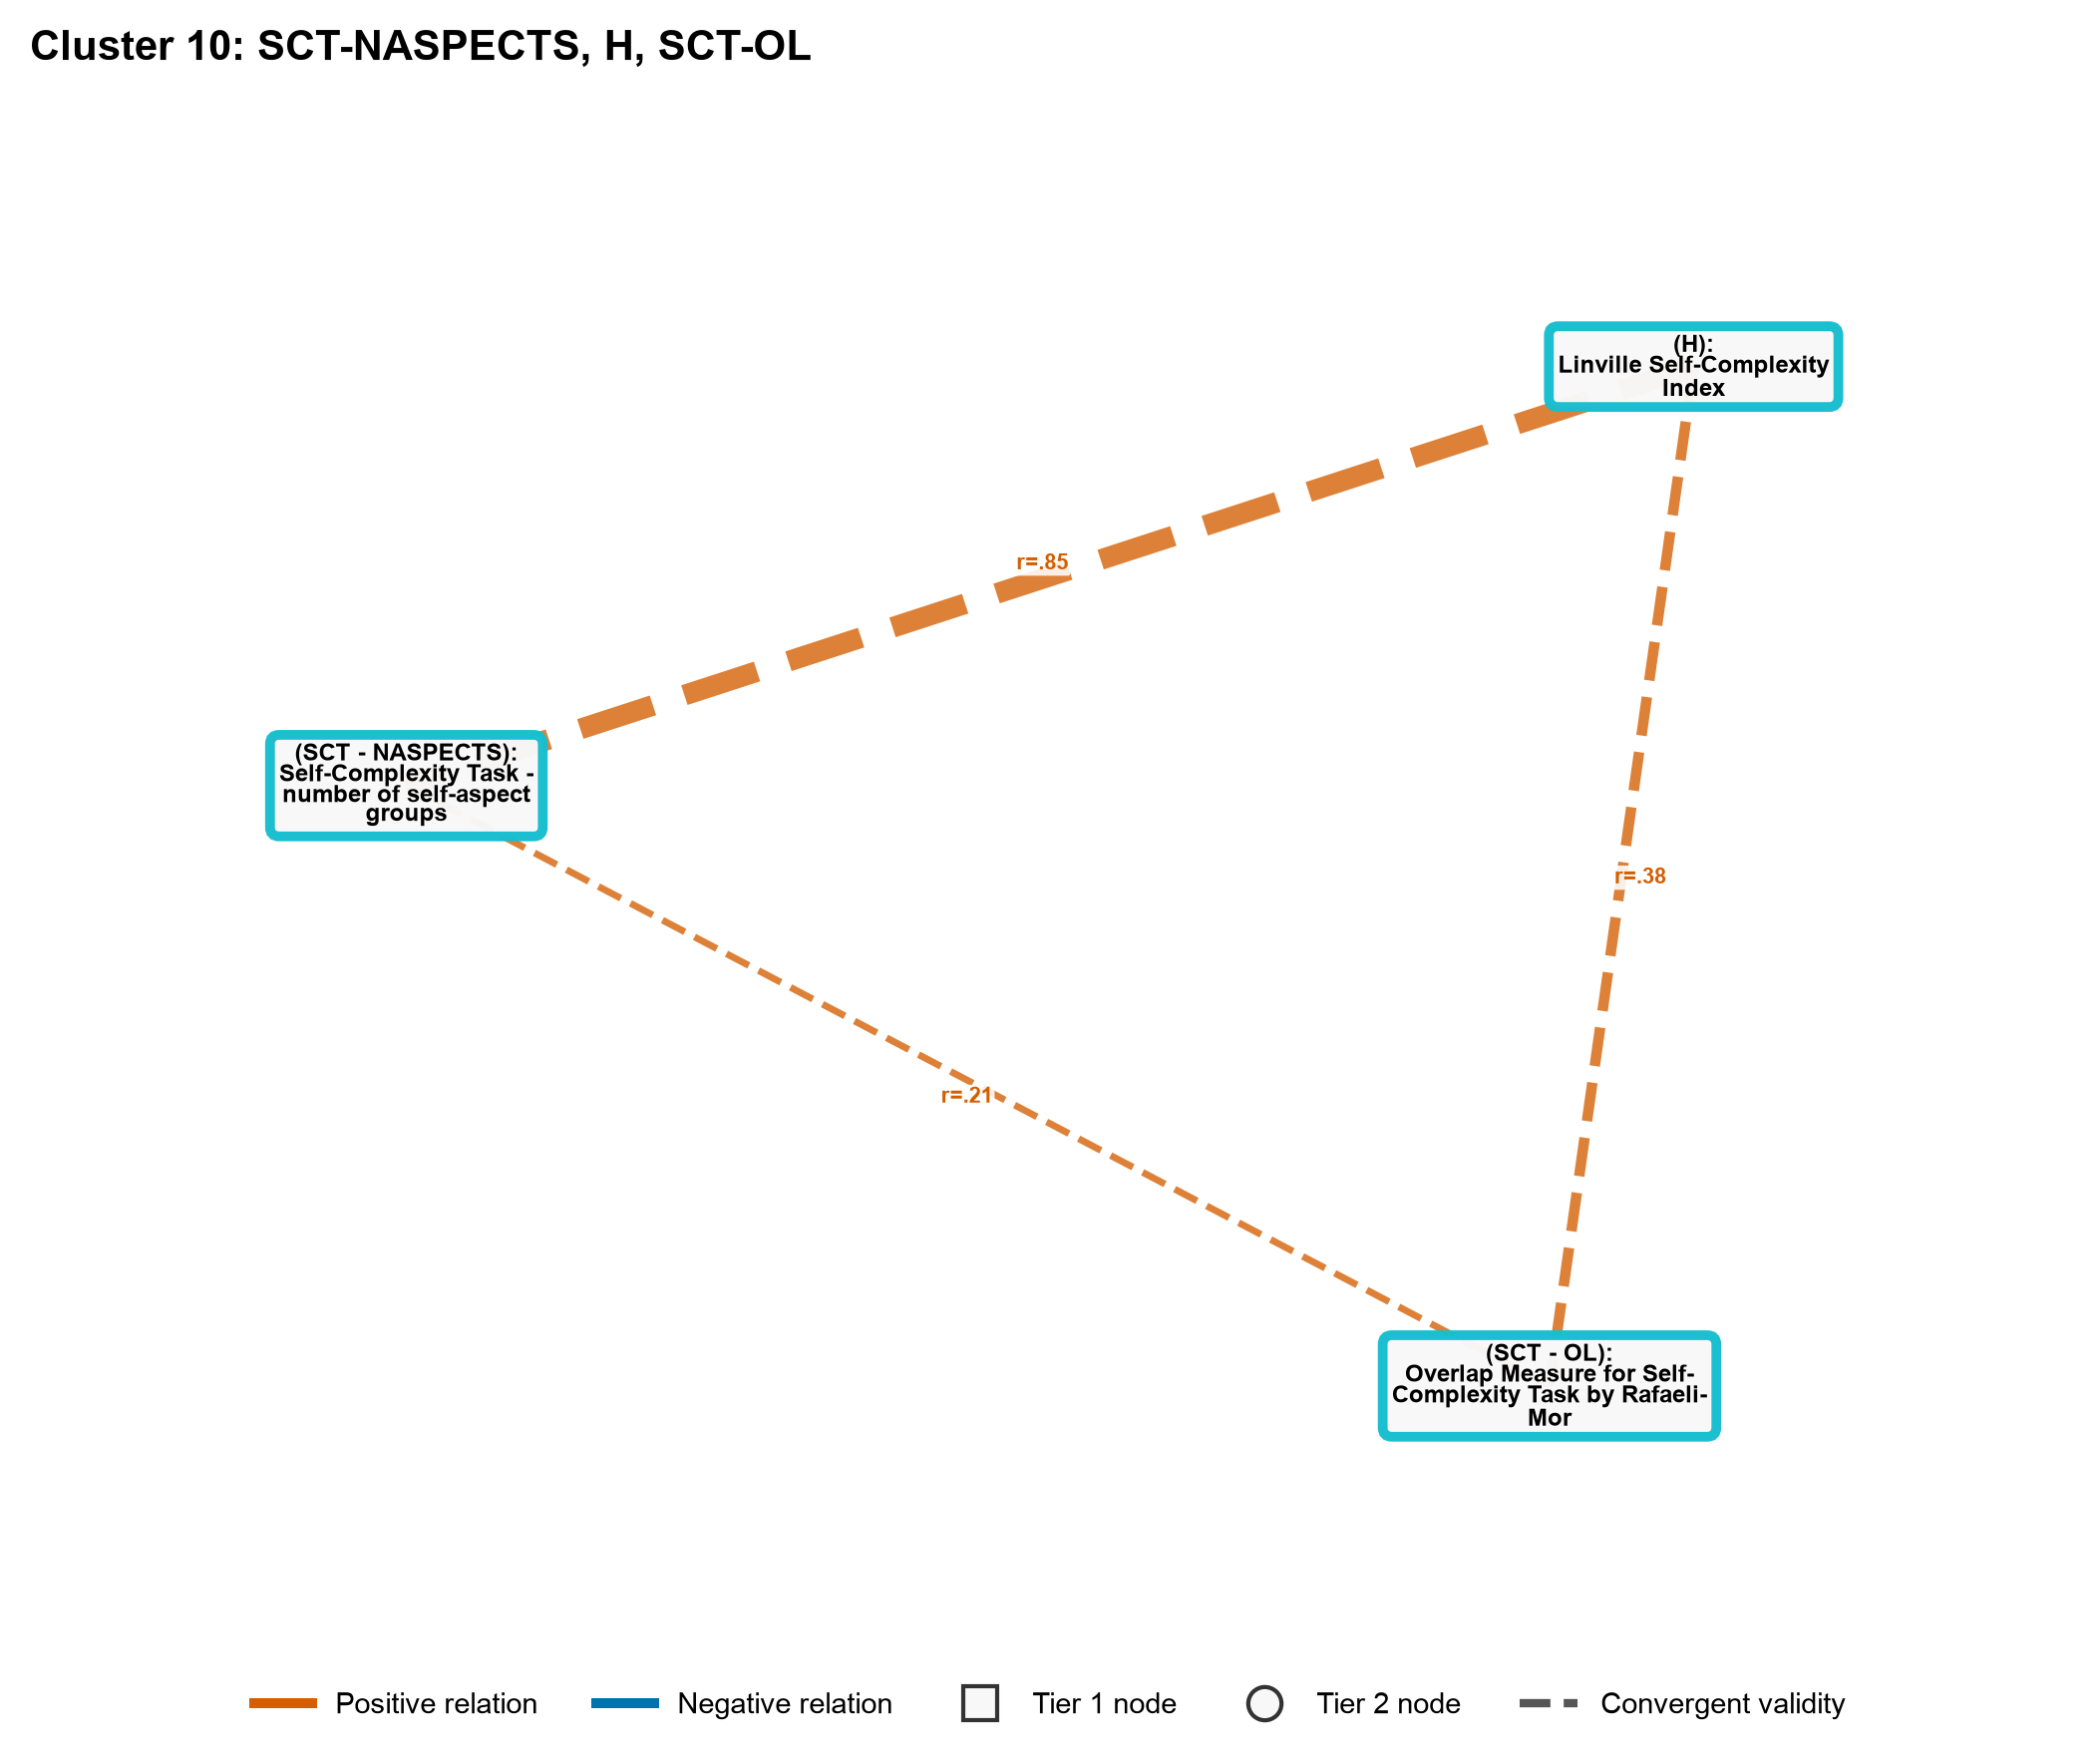 Cluster 10: SCT-NASPECTS, H, SCT-OL
(H):
Linville Self-Complexity
Index
r=.85
(SCT - NASPECTS):
Self-Complexity Task -
number of self-aspect
groups
r=.38
r=.21
(SCT - OL):
Overlap Measure for Self-
Complexity Task by Rafaeli-
Mor
Positive relation
Negative relation
Tier 1 node
Tier 2 node
Convergent validity